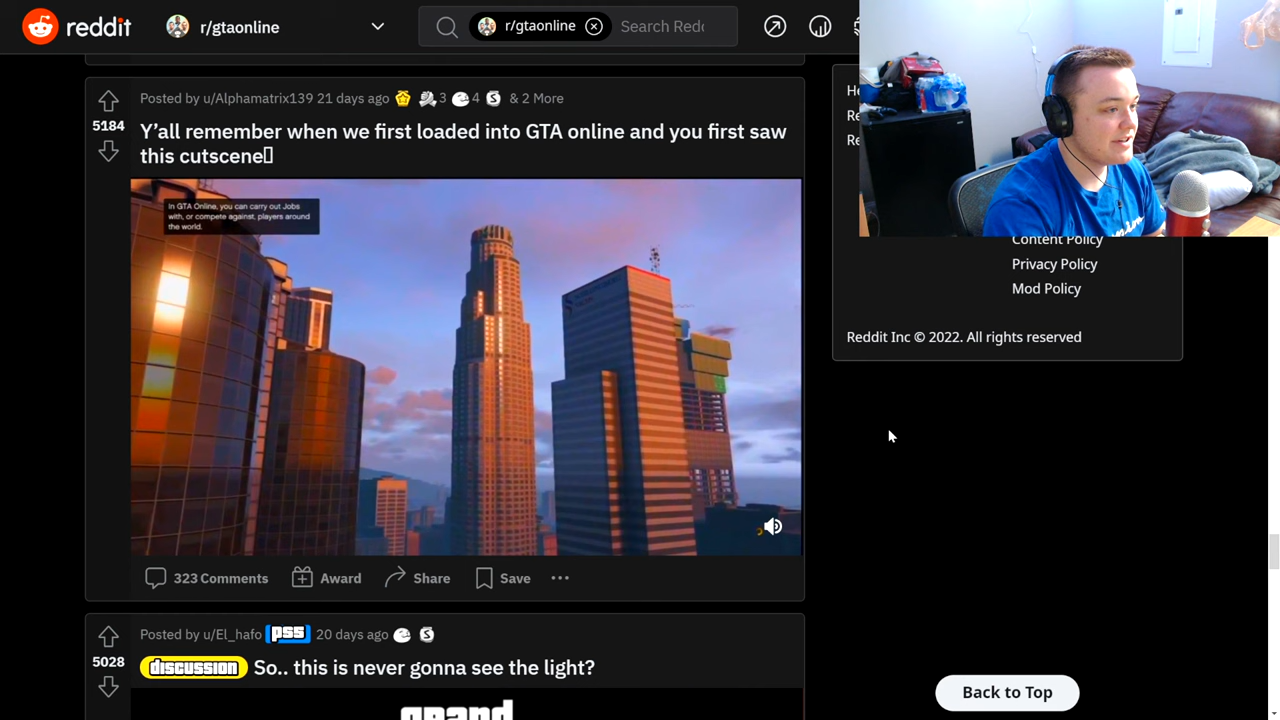 reddit
r/gtaonline
r/gtaonline
Search Redd
He
Re
Re
Posted by u/Alphamatrix139 21 days ago
3
4
& 2 More
5184
Y'all remember when we first loaded into GTA online and you first saw
this cutscene
In GTA Online, you can carry out Jobs
with, or compete against, players around
the world.
Content Policy
Privacy Policy
Mod Policy
Reddit Inc © 2022. All rights reserved
323 Comments
Award
Share
Save
Posted by u/El_hafo
PS5
20 days ago
5028
discussion
So.. this is never gonna see the light?
grand
Back to Top